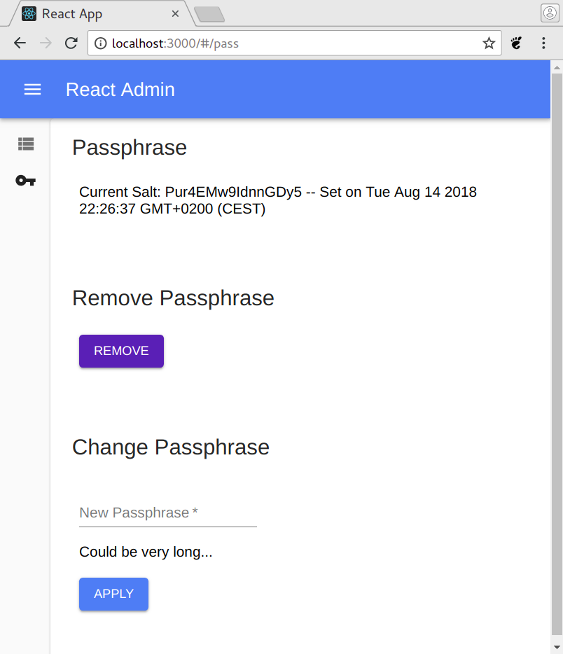 React App
localhost:3000/#/pass
React Admin
Passphrase
Current Salt: Pur4EMw9IdnnGDy5 -- Set on Tue Aug 14 2018
22:26:37 GMT+0200 (CEST)
Remove Passphrase
REMOVE
Change Passphrase
New Passphrase *
Could be very long...
APPLY